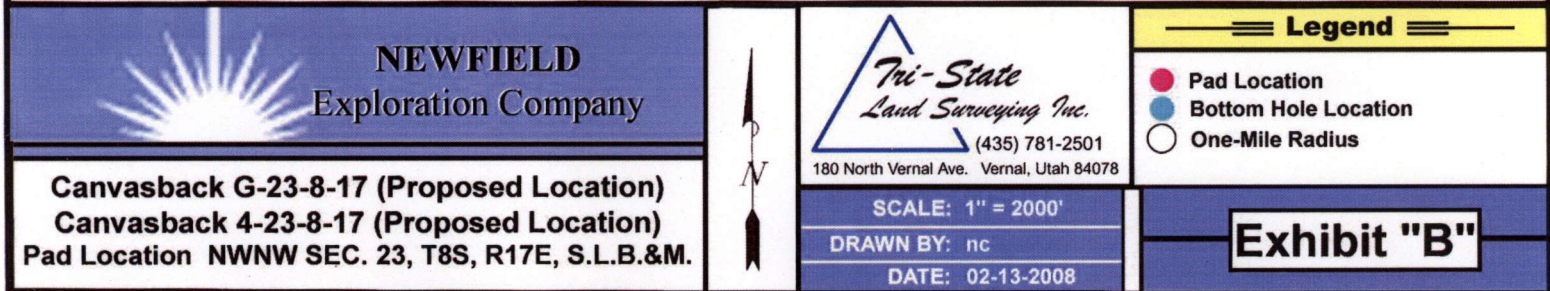 NEWFIELD
Exploration Company
Canvasback G-23-8-17 (Proposed Location)
Canvasback 4-23-8-17 (Proposed Location)
Pad Location NWNW SEC. 23, T8S, R17E, S.L.B.&M.
N
Tri-State
Land Surveying Inc.
(435) 781-2501
180 North Vernal Ave. Vernal, Utah 84078
SCALE: 1" = 2000'
DRAWN BY: nc
DATE: 02-13-2008
Legend
Pad Location
Bottom Hole Location
One-Mile Radius
Exhibit "B"